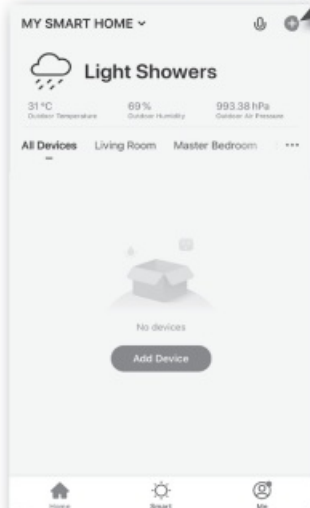 MY SMART HOME
Light Showers
31 °C 69% 993.38 hPa
Outdoor Temperature Outdoor Humidity Outdoor Air Pressure
All Devices Living Room Master Bedroom
No devices
Add Device
Home Smart Me